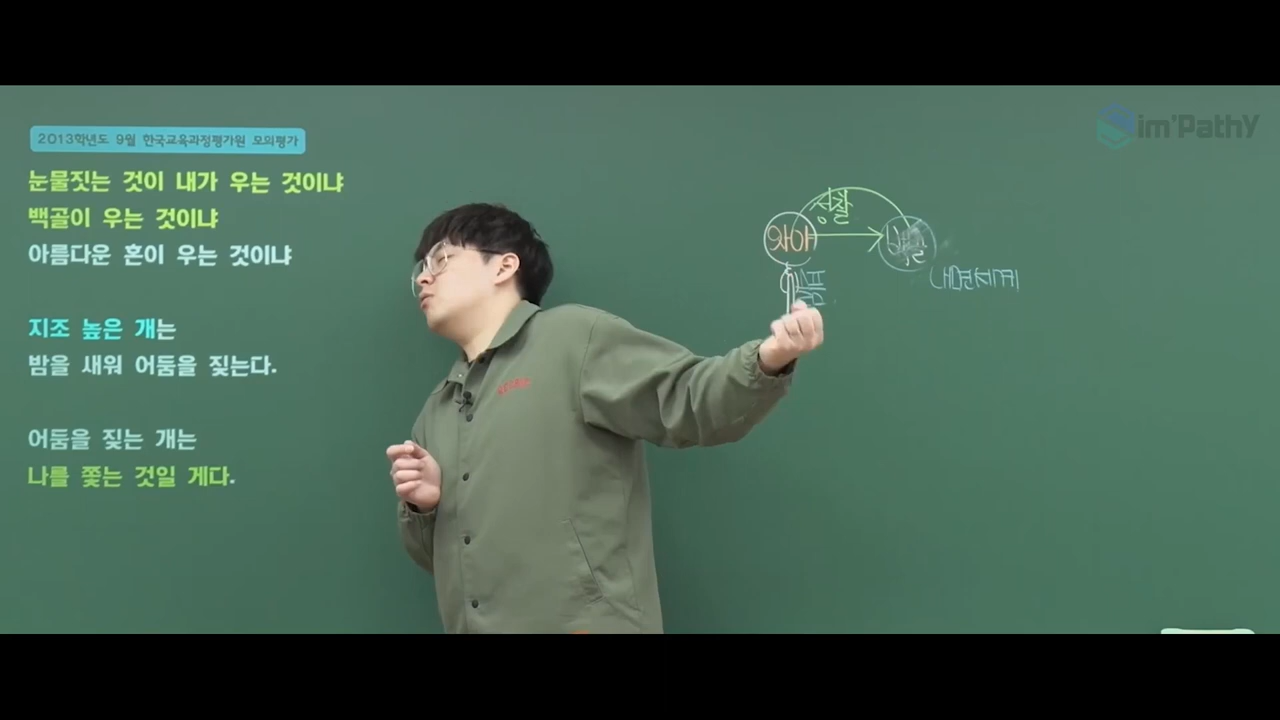 2013학년도 9월 한국교육과정평가원 모의평가
눈물짓는 것이 내가 우는 것이냐
백골이 우는 것이냐
아름다운 혼이 우는 것이냐
지조 높은 개는
밤을 새워 어둠을 짖는다.
어둠을 짖는 개는
나를 쫓는 것일 게다.
im'Pathy
성찰
자아
내면세계